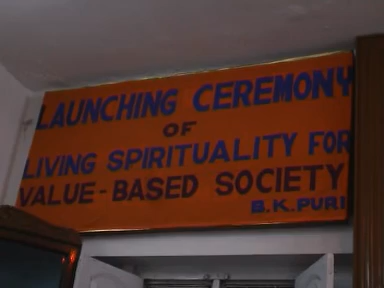 LAUNCHING CEREMONY
OF
LIVING SPIRITUALITY FOR
VALUE-BASED SOCIETY
B.K.PURI